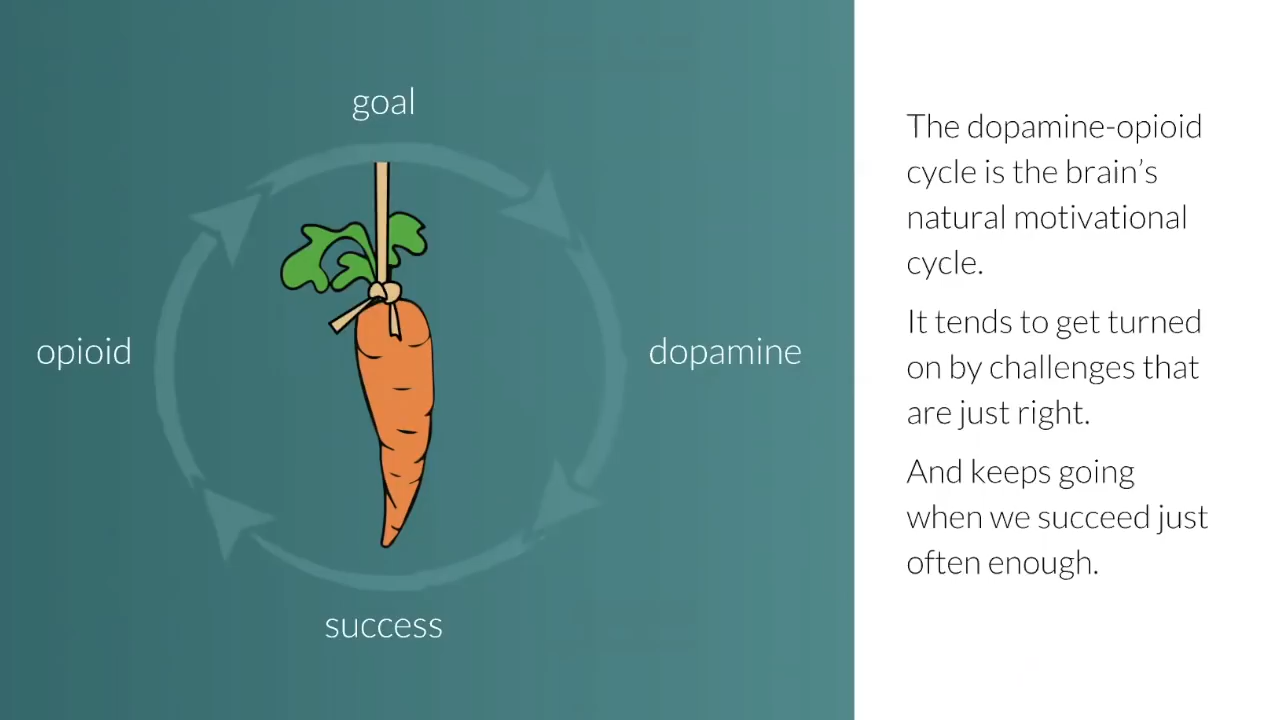 goal
opioid
dopamine
success
The dopamine-opioid
cycle is the brain’s
natural motivational
cycle.
It tends to get turned
on by challenges that
are just right.
And keeps going
when we succeed just
often enough.